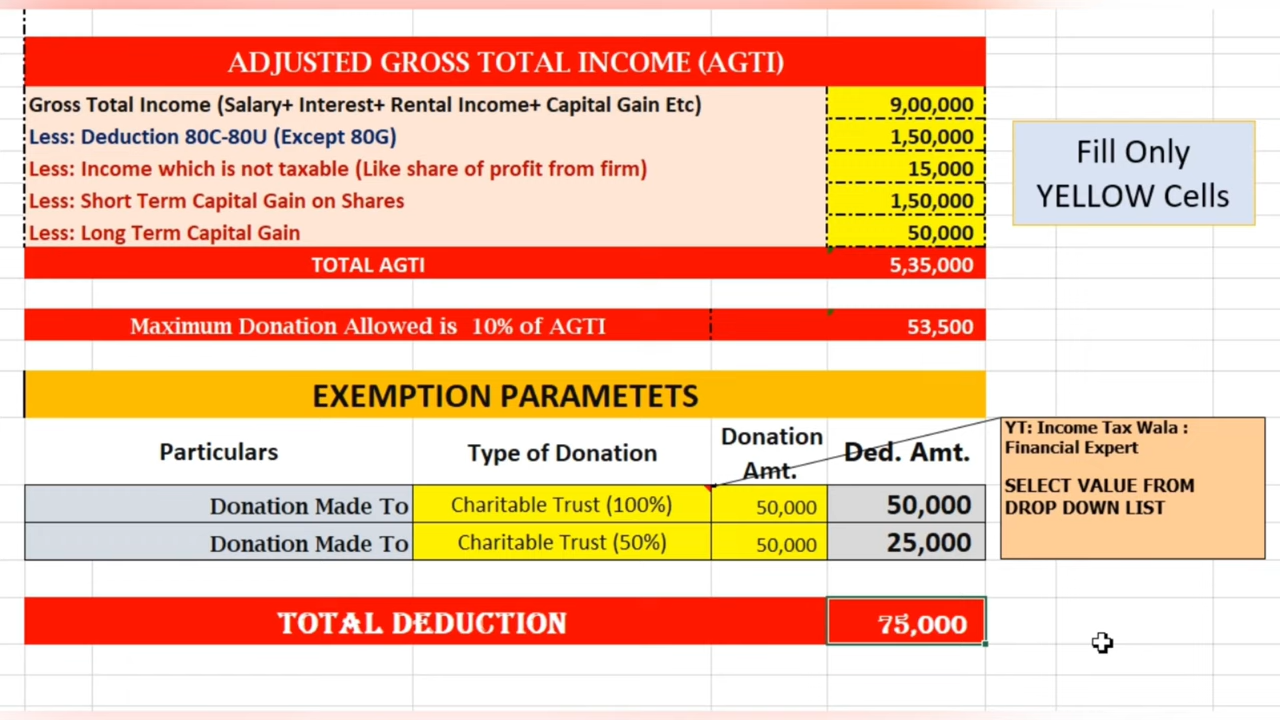 ADJUSTED GROSS TOTAL INCOME (AGTI)
Gross Total Income (Salary+ Interest+ Rental Income+ Capital Gain Etc) 9,00,000
Less: Deduction 80C-80U (Except 80G) 1,50,000
Less: Income which is not taxable (Like share of profit from firm) 15,000
Less: Short Term Capital Gain on Shares 1,50,000
Less: Long Term Capital Gain 50,000
TOTAL AGTI 5,35,000
Fill Only
YELLOW Cells
Maximum Donation Allowed is 10% of AGTI 53,500
EXEMPTION PARAMETETS
Particulars Type of Donation Donation Amt. Ded. Amt.
Donation Made To Charitable Trust (100%) 50,000 50,000
Donation Made To Charitable Trust (50%) 50,000 25,000
YT: Income Tax Wala :
Financial Expert
SELECT VALUE FROM
DROP DOWN LIST
TOTAL DEDUCTION 75,000